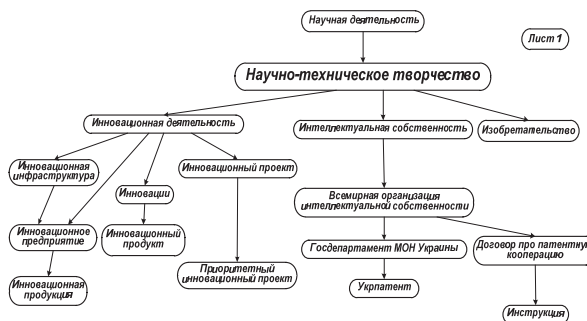 Научная
деятельность
Лист 1
Научно-техническое творчество
Инновационная деятельность
Интеллектуальная собственность
Изобретательство
Инновационная
инфраструктура
Инновации
Инновационный проект
Всемирная организация
интеллектуальной собственности
Инновационное
предприятие
Инновационный
продукт
Госдепартамент МОН Украины
Договор про патентную
кооперацию
Приоритетный
инновационный проект
Инновационная
продукция
Укрпатент
Инструкция